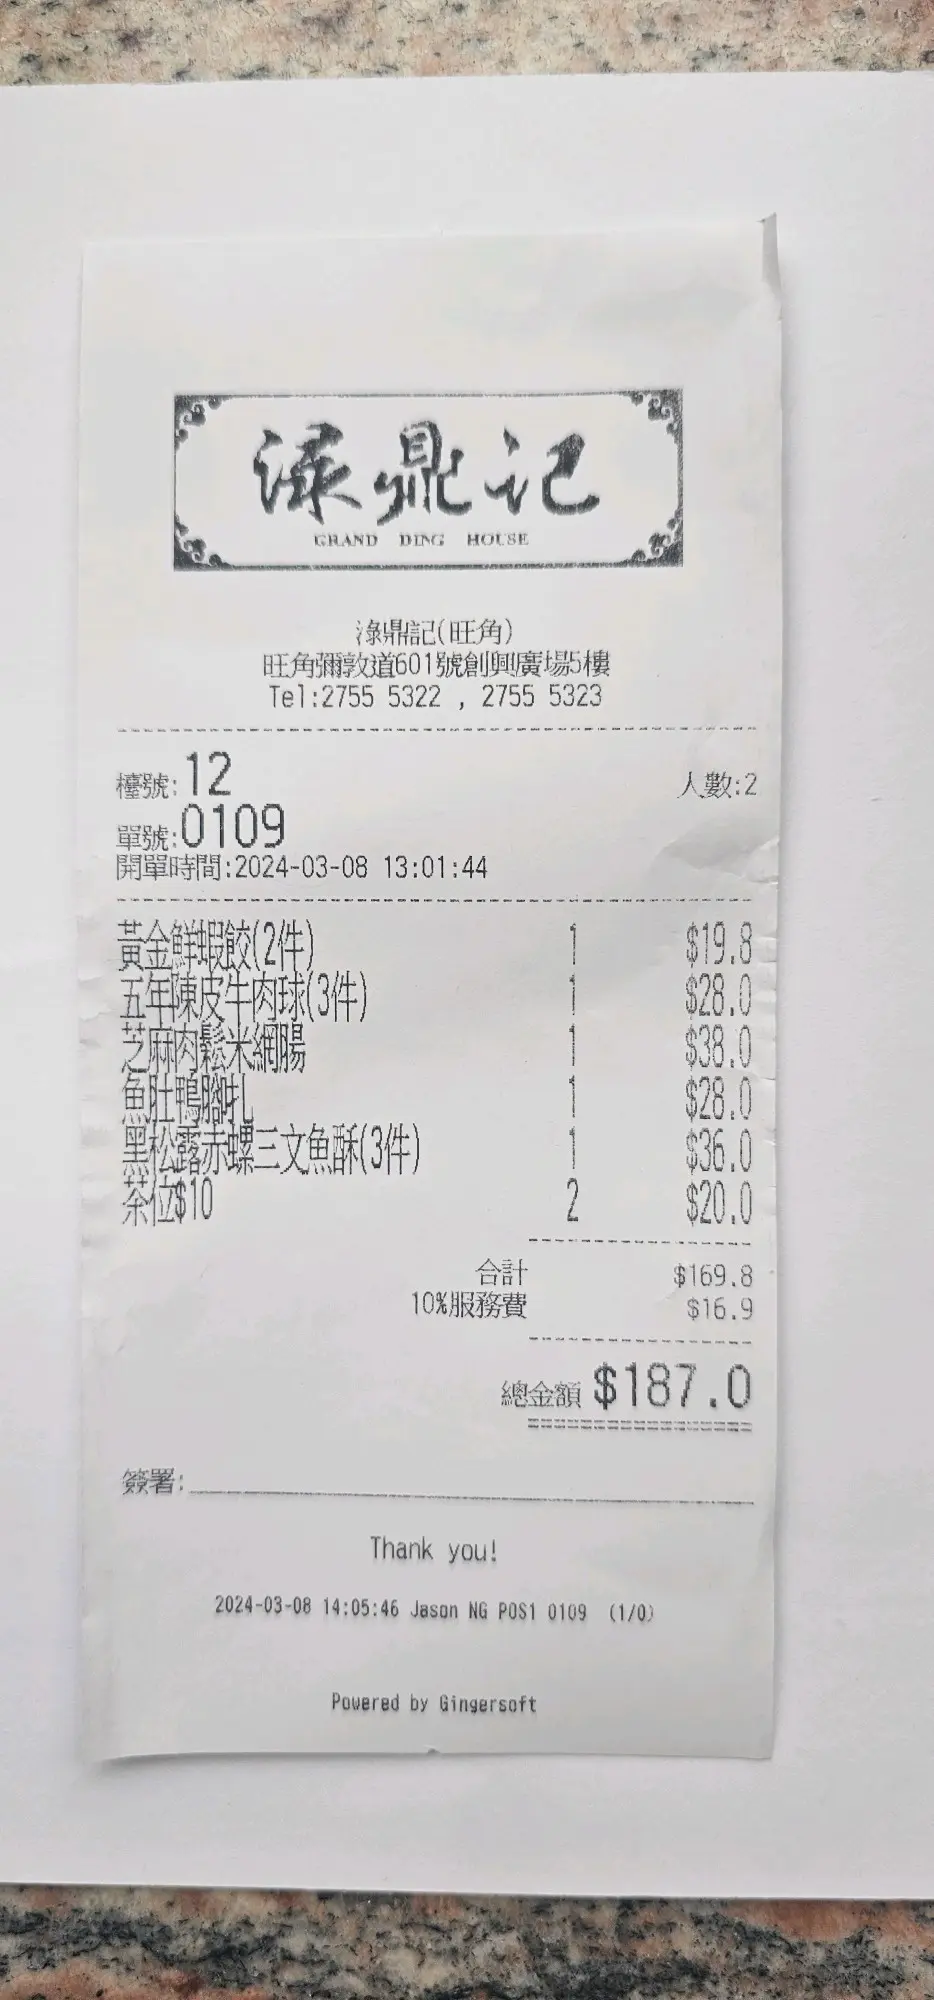 渌鼎记
GRAND DING HOUSE
渌鼎記(旺角)
旺角彌敦道601號創興廣場5樓
Tel:2755 5322 , 2755 5323
檯號:12 人數:2
單號:0109
開單時間:2024-03-08 13:01:44
黃金鮮蝦餃(2件) 1 $19.8
五年陳皮牛肉球(3件) 1 $28.0
芝麻肉鬆米網腸 1 $38.0
魚肚鴨腳扎 1 $28.0
黑松露赤螺三文魚酥(3件) 1 $36.0
茶位$10 2 $20.0
合計 $169.8
10%服務費 $16.9
總金額 $187.0
簽署:
Thank you!
2024-03-08 14:05:46 Jason NG POS1 0109 (1/0)
Powered by Gingersoft